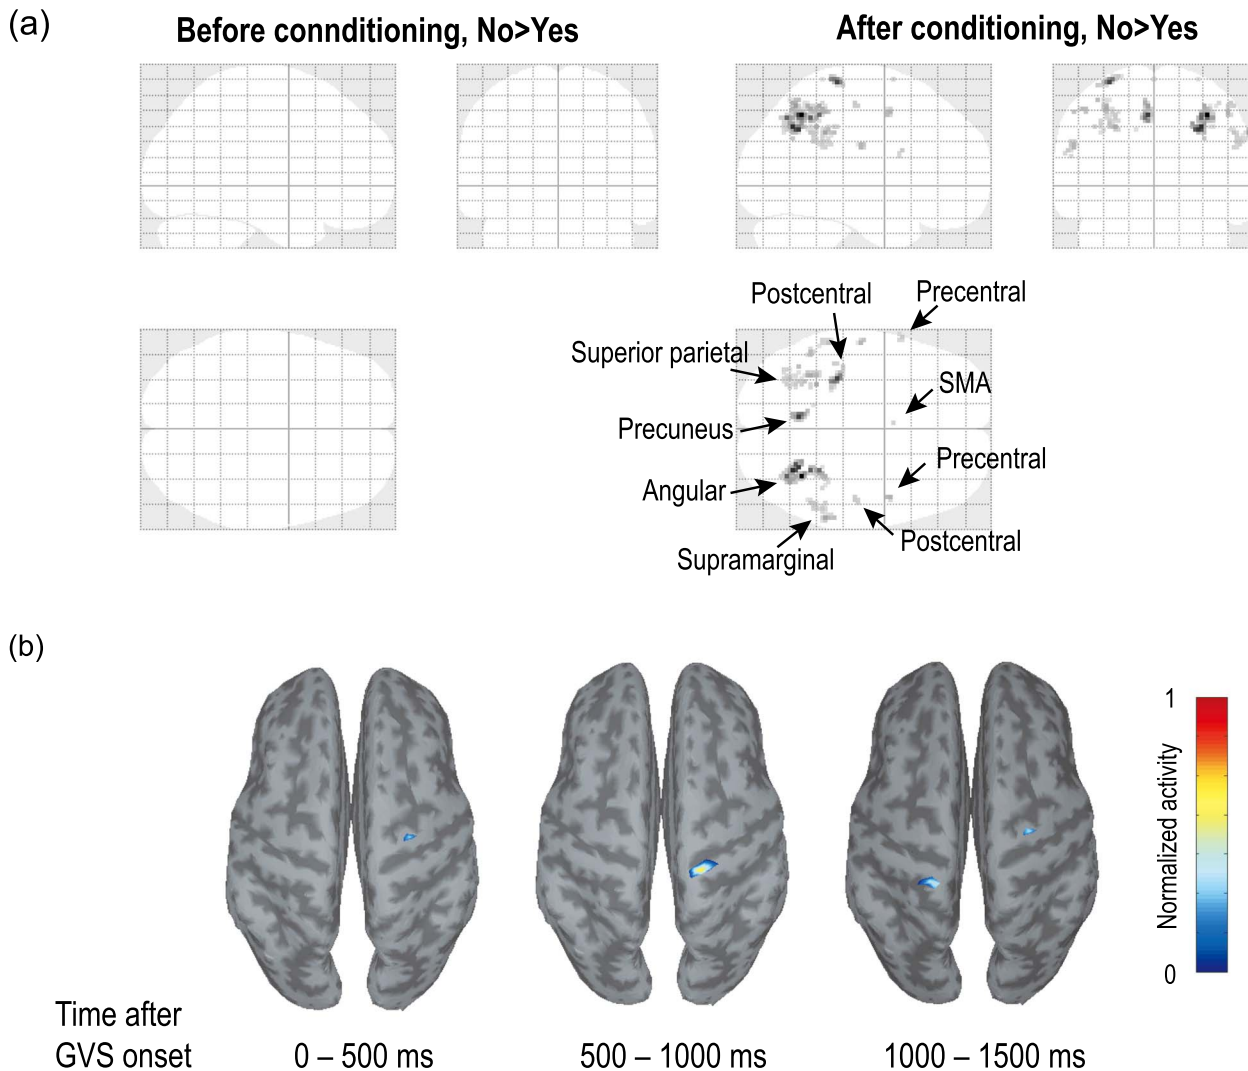 (a)
Before connditioning, No>Yes
After conditioning, No>Yes
Postcentral
Precentral
Superior parietal
SMA
Precuneus
Precentral
Angular
Postcentral
Supramarginal
(b)
1
Normalized activity
0
Time after
GVS onset
0 – 500 ms
500 – 1000 ms
1000 – 1500 ms